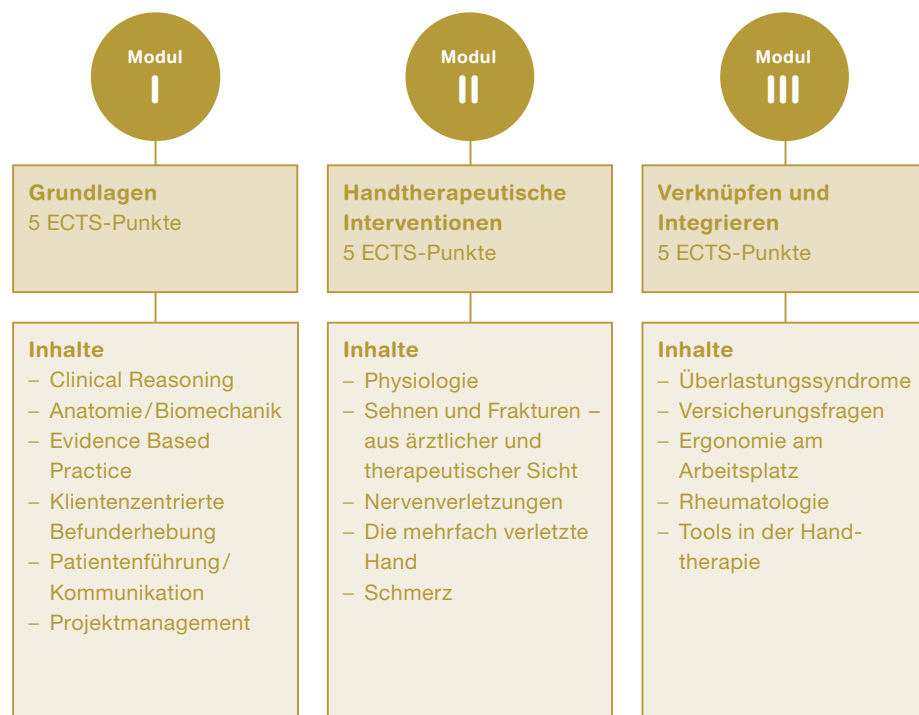 Modul
I
Grundlagen
5 ECTS-Punkte
Inhalte
– Clinical Reasoning
– Anatomie/Biomechanik
– Evidence Based
Practice
– Klientenzentrierte
Befunderhebung
– Patientenführung/
Kommunikation
– Projektmanagement
Modul
II
Handtherapeutische
Interventionen
5 ECTS-Punkte
Inhalte
– Physiologie
– Sehnen und Frakturen –
aus ärztlicher und
therapeutischer Sicht
– Nervenverletzungen
– Die mehrfach verletzte
Hand
– Schmerz
Modul
III
Verknüpfen und
Integrieren
5 ECTS-Punkte
Inhalte
– Überlastungssyndrome
– Versicherungsfragen
– Ergonomie am
Arbeitsplatz
– Rheumatologie
– Tools in der Hand-
therapie